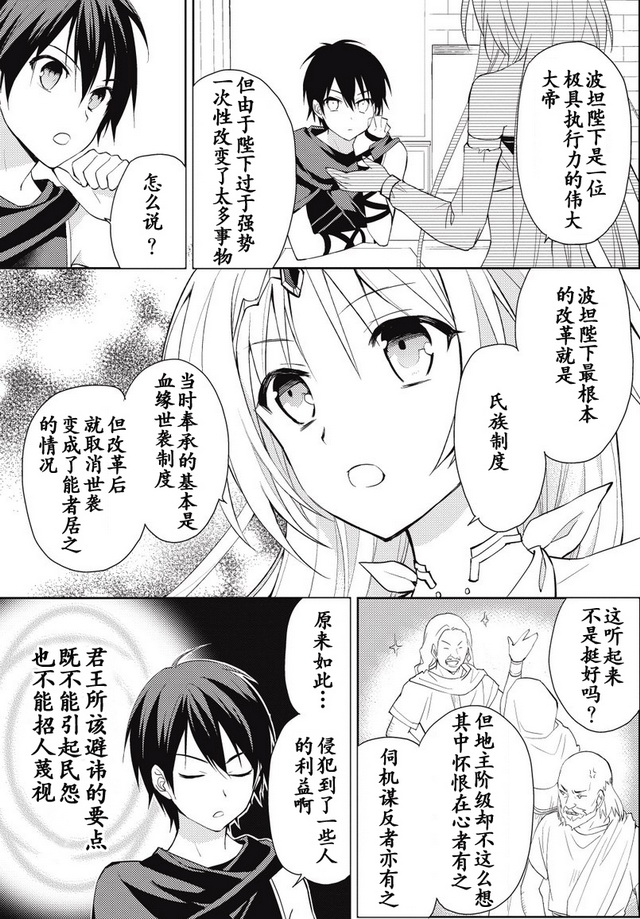 波坦陛下是一位
极具执行力的伟大
大帝
但由于陛下过于强势
一次性改变了太多事物
怎么说？
波坦陛下最根本
的改革就是
氏族制度
当时奉承的基本是
血缘世袭制度
但改革后
就取消世袭
变成了能者居之
的情况
这听起来
不是挺好吗？
但地主阶级却不这么想
其中怀恨在心者有之
伺机谋反者亦有之
原来如此…
侵犯到了一些人
的利益啊
君王所该避讳的要点
既不能引起民怨
也不能招人蔑视